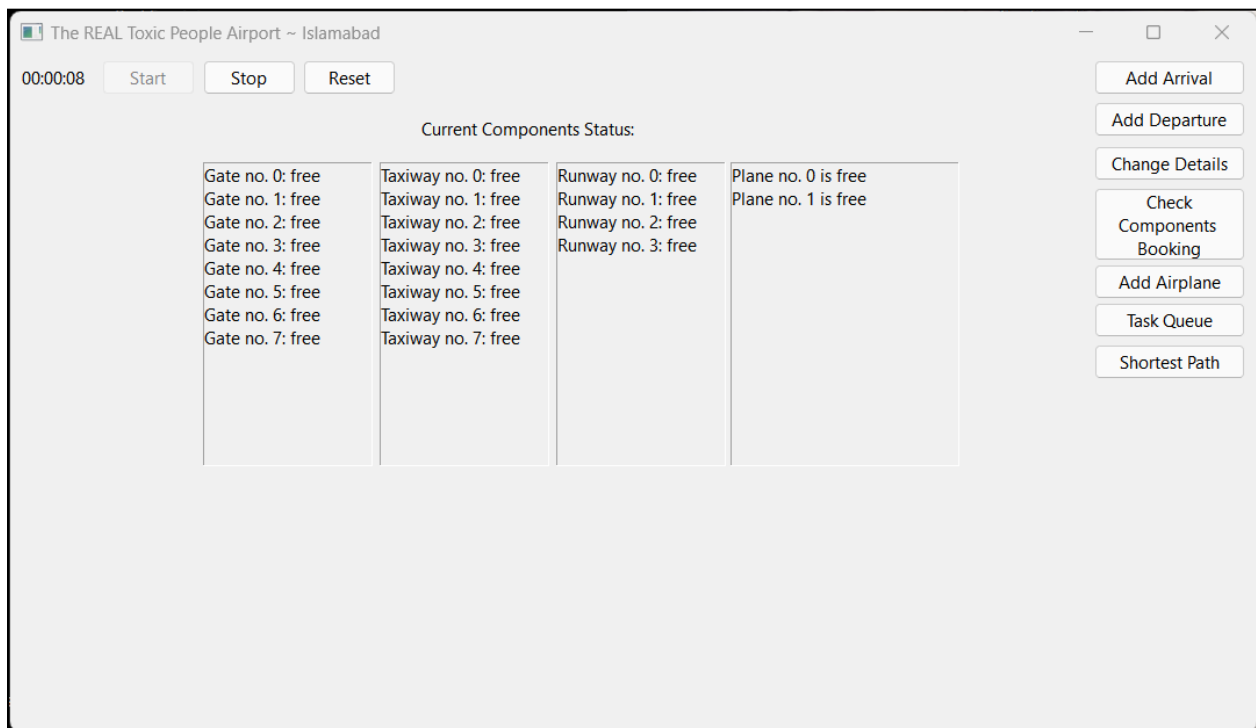 The REAL Toxic People Airport ~ Islamabad
00:00:08 Start Stop Reset
Add Arrival
Add Departure
Change Details
Check
Components
Booking
Add Airplane
Task Queue
Shortest Path
Current Components Status:
Gate no. 0: free
Gate no. 1: free
Gate no. 2: free
Gate no. 3: free
Gate no. 4: free
Gate no. 5: free
Gate no. 6: free
Gate no. 7: free
Taxiway no. 0: free
Taxiway no. 1: free
Taxiway no. 2: free
Taxiway no. 3: free
Taxiway no. 4: free
Taxiway no. 5: free
Taxiway no. 6: free
Taxiway no. 7: free
Runway no. 0: free
Runway no. 1: free
Runway no. 2: free
Runway no. 3: free
Plane no. 0 is free
Plane no. 1 is free